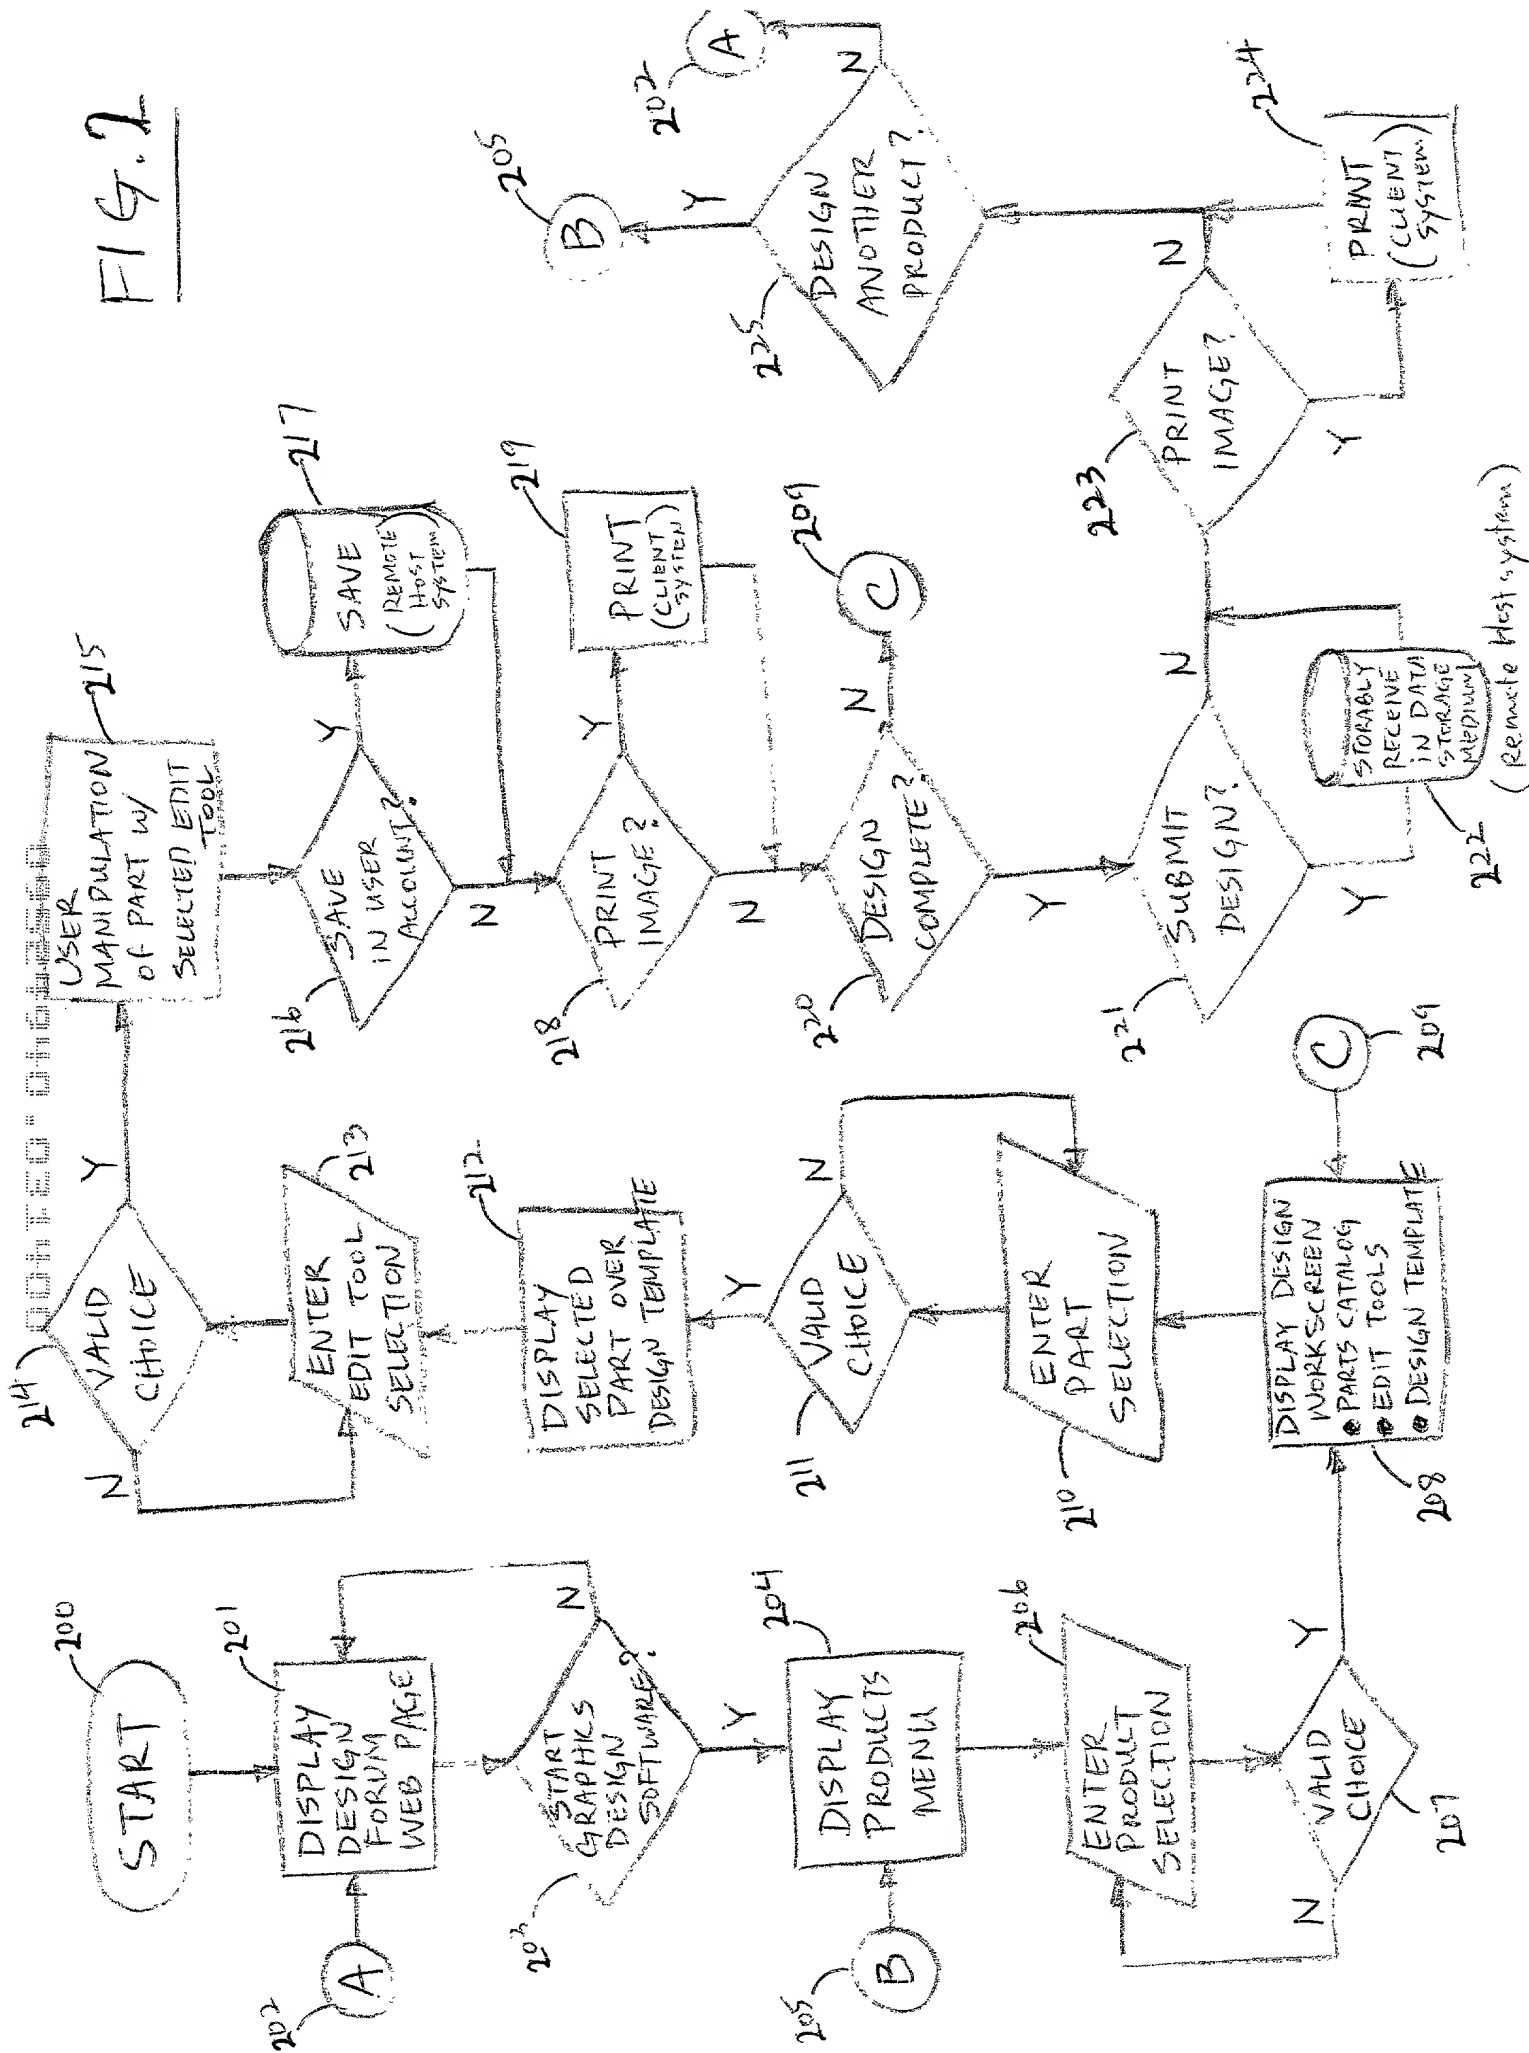 FIG. 2
200
START
201
DISPLAY
DESIGN
FORUM
WEB PAGE
202
A
203
START
GRAPHICS
DESIGN
SOFTWARE?
N
Y
204
DISPLAY
PRODUCTS
MENU
205
B
206
ENTER
PRODUCT
SELECTION
VALID
CHOICE
207
N
Y
208
DISPLAY DESIGN
WORKSCREEN
• PARTS CATALOG
• EDIT TOOLS
• DESIGN TEMPLATE
C
209
210
ENTER
PART
SELECTION
211
VALID
CHOICE
N
Y
212
DISPLAY
SELECTED
PART OVER
DESIGN TEMPLATE
213
ENTER
EDIT TOOL
SELECTION
214
VALID
CHOICE
N
Y
215
USER
MANIPULATION
OF PART W/
SELECTED EDIT
TOOL
216
SAVE
IN USER
ACCOUNT?
Y
N
217
SAVE
(REMOTE
HOST
SYSTEM)
218
PRINT
IMAGE?
Y
N
219
PRINT
(CLIENT
SYSTEM)
220
DESIGN
COMPLETE?
N
Y
209
C
221
SUBMIT
DESIGN?
N
Y
222
STORABLY
RECEIVE
IN DATA
STORAGE
MEDIUM
(Remote Host system)
223
PRINT
IMAGE?
N
Y
224
PRINT
(CLIENT
SYSTEM)
225
DESIGN
ANOTHER
PRODUCT?
Y
N
205
B
202
A